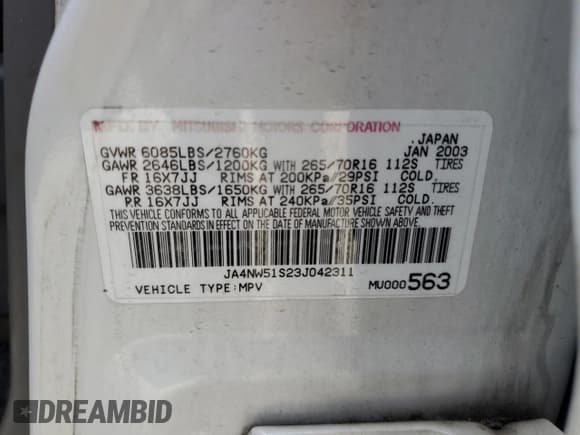 MFD. BY MITSUBISHI MOTORS CORPORATION
. JAPAN
GVWR 6085LBS/2760KG JAN 2003
GAWR 2646LBS/1200KG WITH 265/70R16 112S TIRES
FR 16X7JJ RIMS AT 200KPa/29PSI COLD.
GAWR 3638LBS/1650KG WITH 265/70R16 112S TIRES
RR 16X7JJ RIMS AT 240KPa/35PSI COLD.
THIS VEHICLE CONFORMS TO ALL APPLICABLE FEDERAL MOTOR VEHICLE SAFETY AND THEFT
PREVENTION STANDARDS IN EFFECT ON THE DATE OF MANUFACTURE SHOWN ABOVE.
JA4NW51S23J042311
VEHICLE TYPE:MPV MU000563
DREAMBID